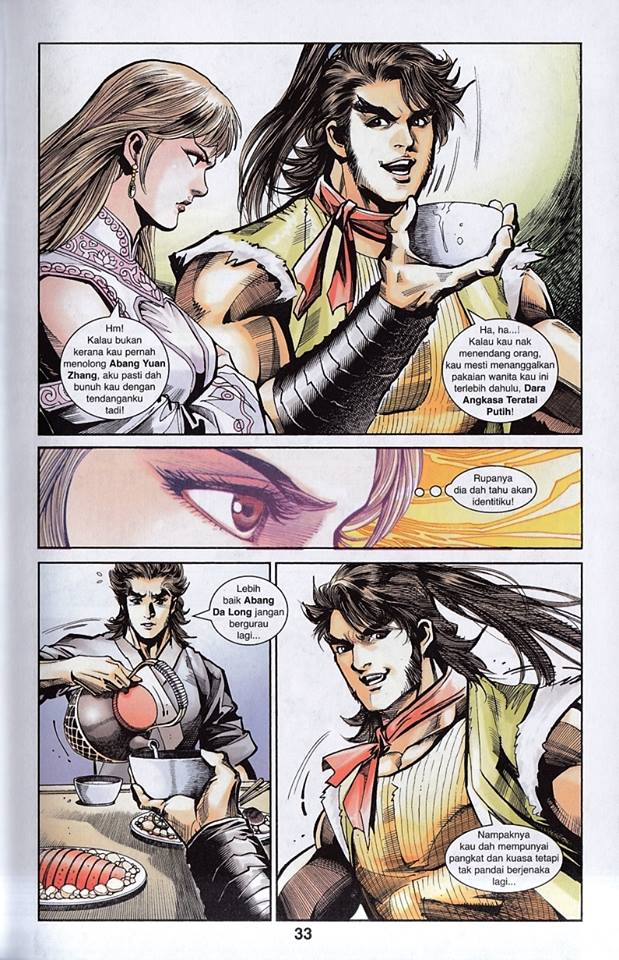 Hm!
Kalau bukan
kerana kau pernah
menolong Abang Yuan
Zhang, aku pasti dah
bunuh kau dengan
tendanganku
tadi!
Ha, ha...!
Kalau kau nak
menendang orang,
kau mesti menanggalkan
pakaian wanita kau ini
terlebih dahulu, Dara
Angkasa Teratai
Putih!
Rupanya
dia dah tahu akan
identitiku!
Lebih
baik Abang
Da Long jangan
bergurau
lagi...
Nampaknya
kau dah mempunyai
pangkat dan kuasa tetapi
tak pandai berjenaka
lagi...
33